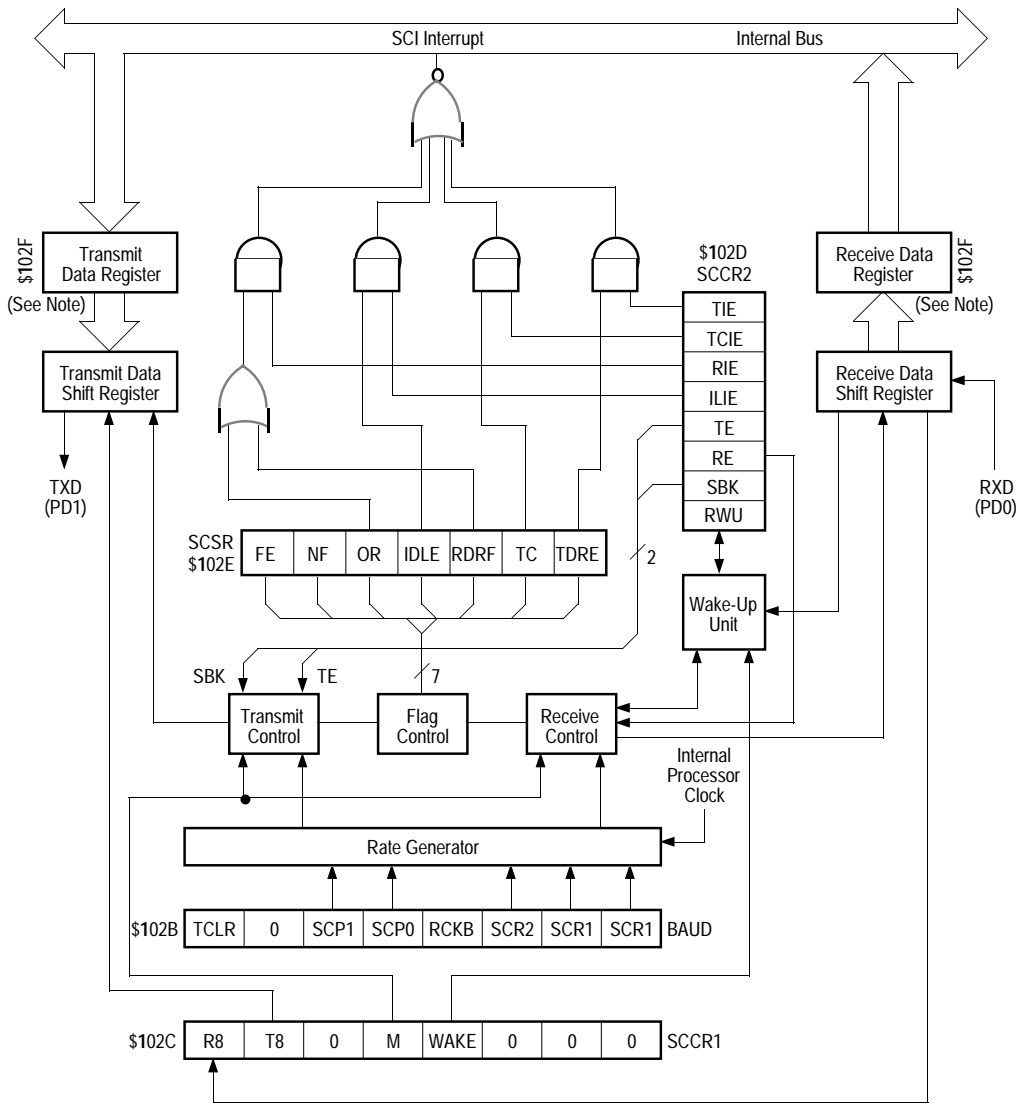 SCI Interrupt
Internal Bus
$102F
Transmit
Data Register
(See Note)
$102D
SCCR2
Receive Data
Register
$102F
(See Note)
TIE
TCIE
RIE
ILIE
TE
RE
SBK
RWU
Transmit Data
Shift Register
Receive Data
Shift Register
TXD
(PD1)
RXD
(PD0)
SCSR
$102E
FE NF OR IDLE RDRF TC TDRE
2
Wake-Up
Unit
SBK
TE
7
Transmit
Control
Flag
Control
Receive
Control
Internal
Processor
Clock
Rate Generator
$102B TCLR 0 SCP1 SCP0 RCKB SCR2 SCR1 SCR1 BAUD
$102C R8 T8 0 M WAKE 0 0 0 SCCR1